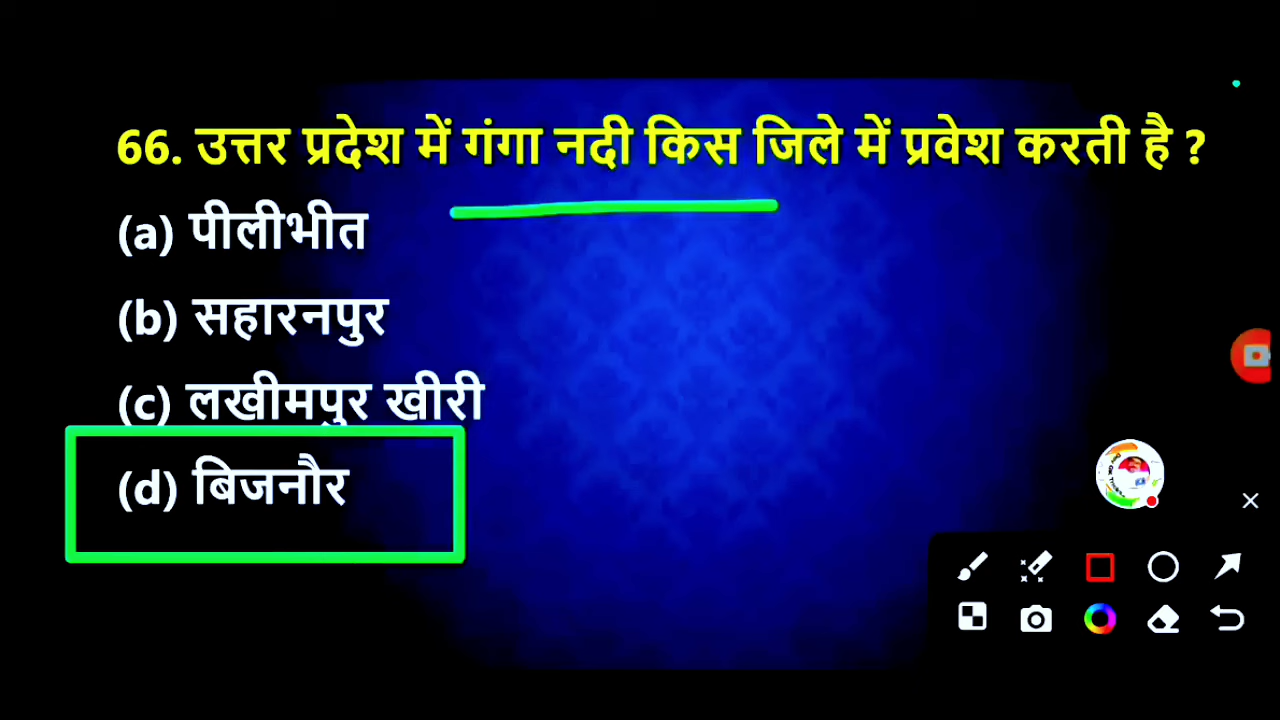 66. उत्तर प्रदेश में गंगा नदी किस जिले में प्रवेश करती है ?
(a) पीलीभीत
(b) सहारनपुर
(c) लखीमपुर खीरी
(d) बिजनौर